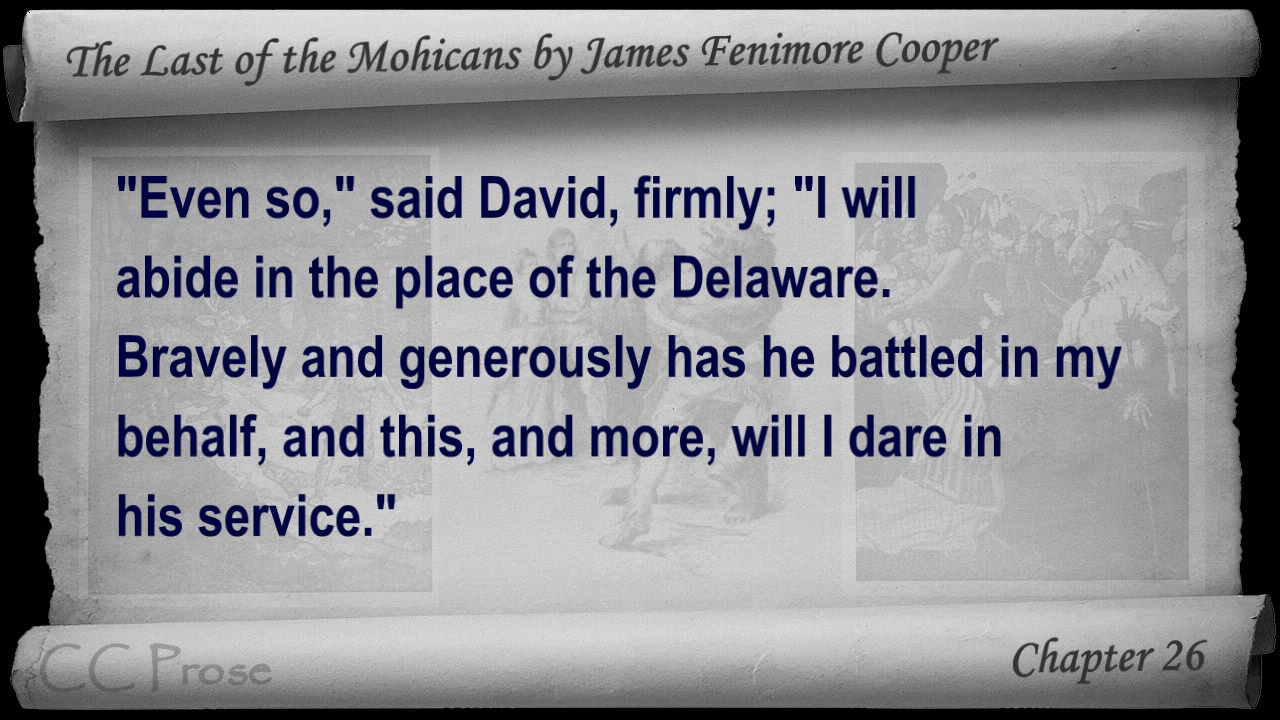 The Last of the Mohicans by James Fenimore Cooper
"Even so," said David, firmly; "I will
abide in the place of the Delaware.
Bravely and generously has he battled in my
behalf, and this, and more, will I dare in
his service."
CC Prose
Chapter 26